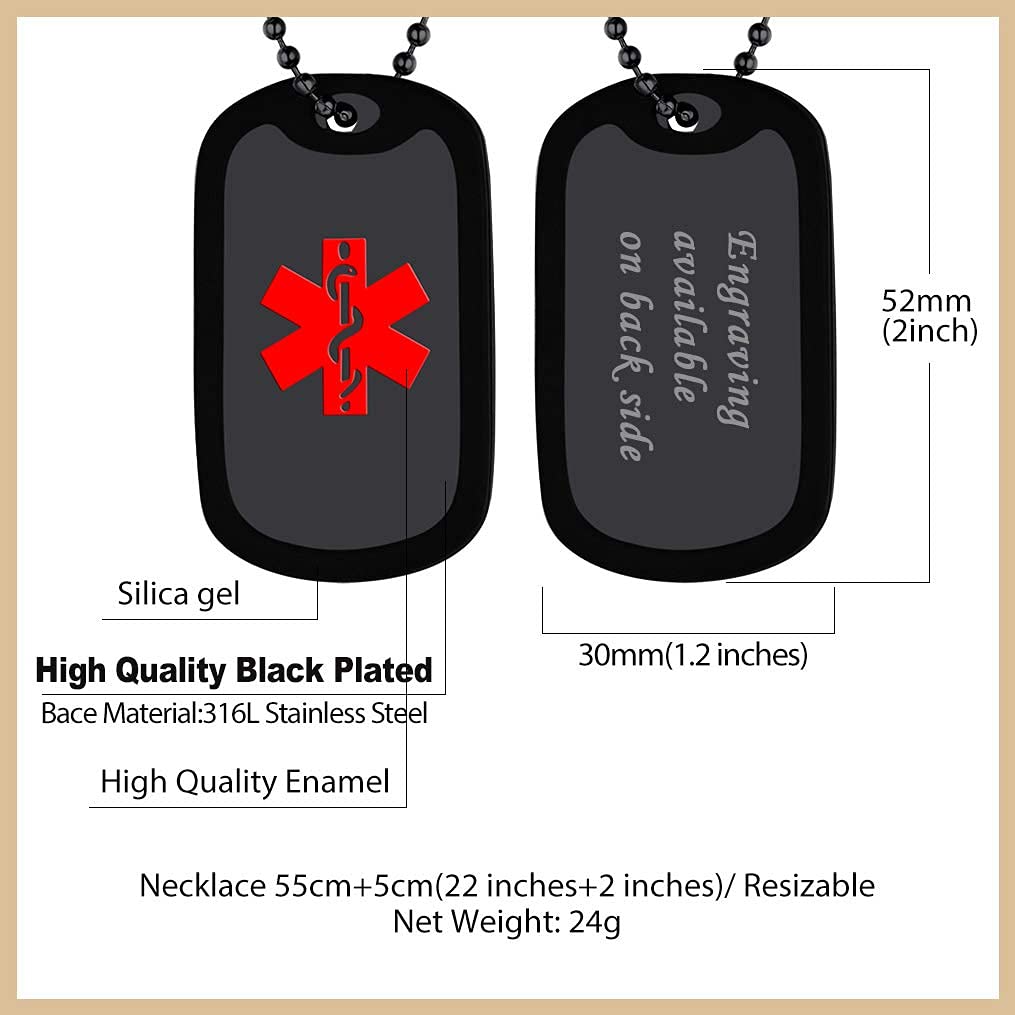 Engraving
available
on back side
52mm
(2inch)
Silica gel
30mm(1.2 inches)
High Quality Black Plated
Bace Material:316L Stainless Steel
High Quality Enamel
Necklace 55cm+5cm(22 inches+2 inches)/ Resizable
Net Weight: 24g